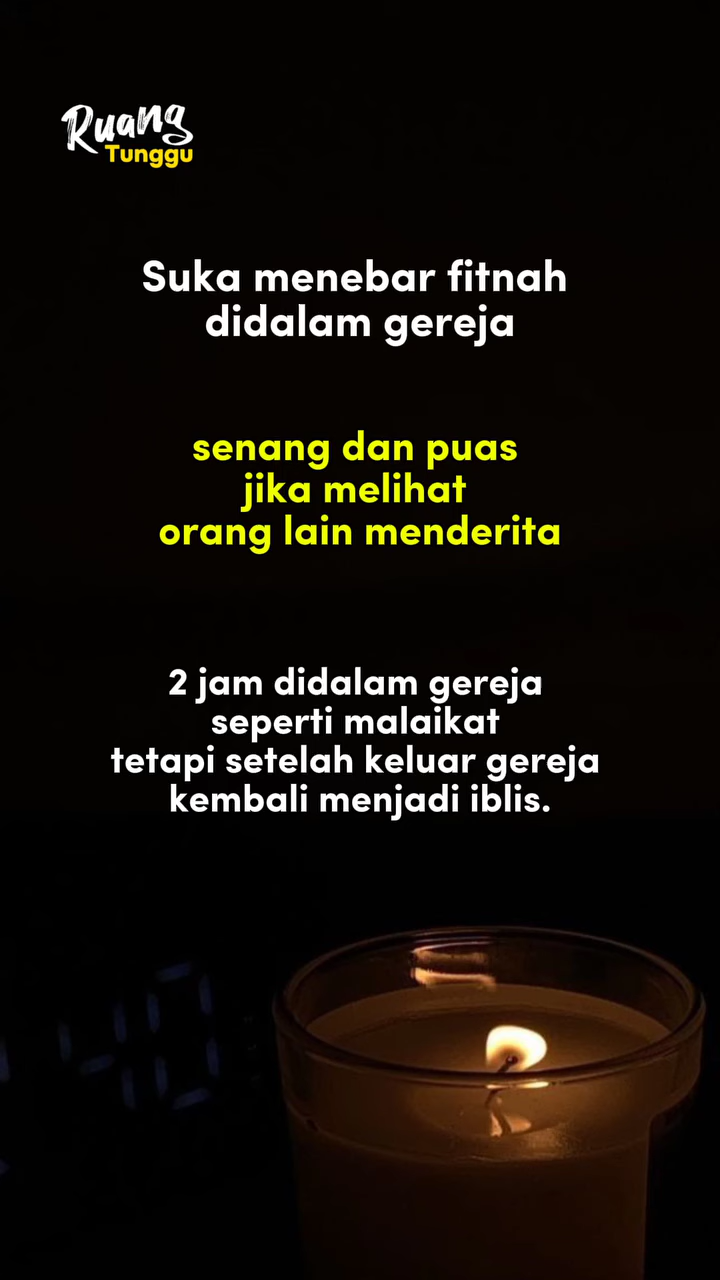 Ruang
Tunggu
Suka menebar fitnah
didalam gereja
senang dan puas
jika melihat
orang lain menderita
2 jam didalam gereja
seperti malaikat
tetapi setelah keluar gereja
kembali menjadi iblis.